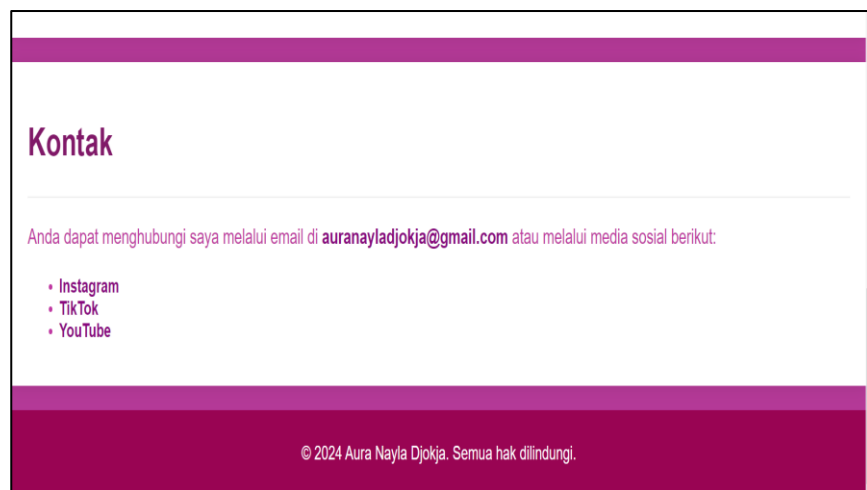 Kontak
Anda dapat menghubungi saya melalui email di auranayladjokja@gmail.com atau melalui media sosial berikut:
• Instagram
• TikTok
• YouTube
© 2024 Aura Nayla Djokja. Semua hak dilindungi.